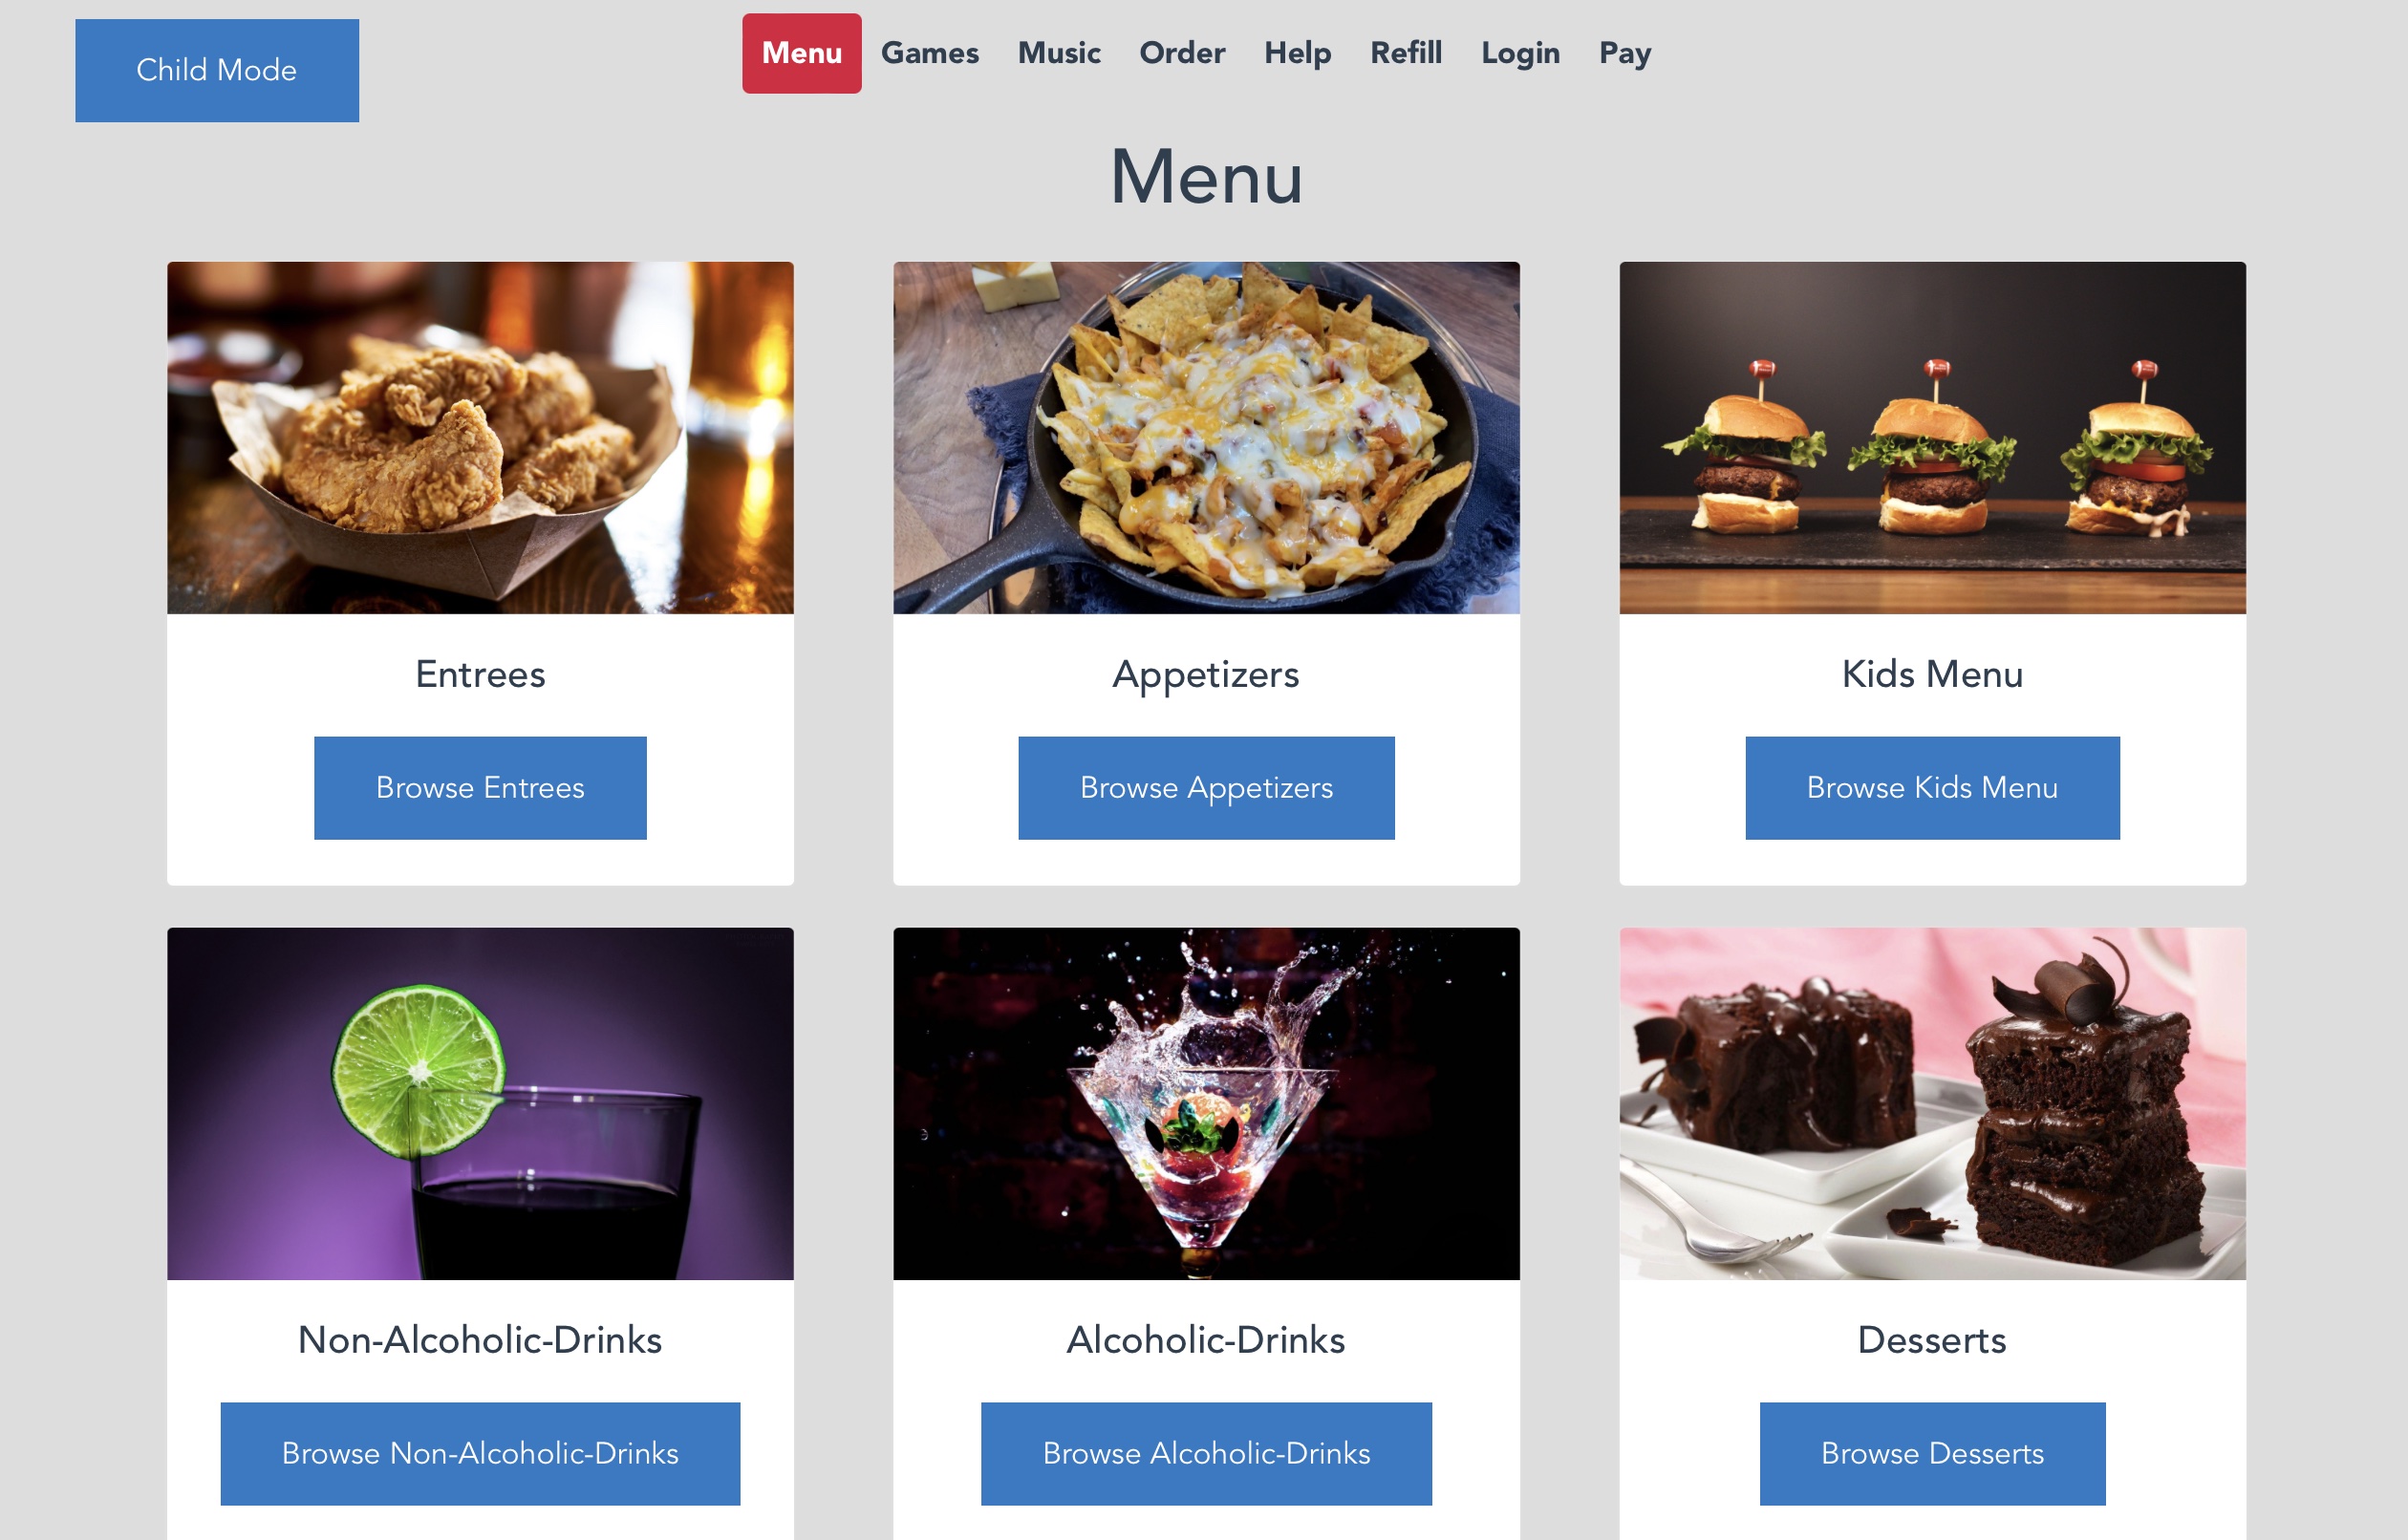 Child Mode
Menu Games Music Order Help Refill Login Pay
Menu
Entrees
Browse Entrees
Appetizers
Browse Appetizers
Kids Menu
Browse Kids Menu
Non-Alcoholic-Drinks
Browse Non-Alcoholic-Drinks
Alcoholic-Drinks
Browse Alcoholic-Drinks
Desserts
Browse Desserts